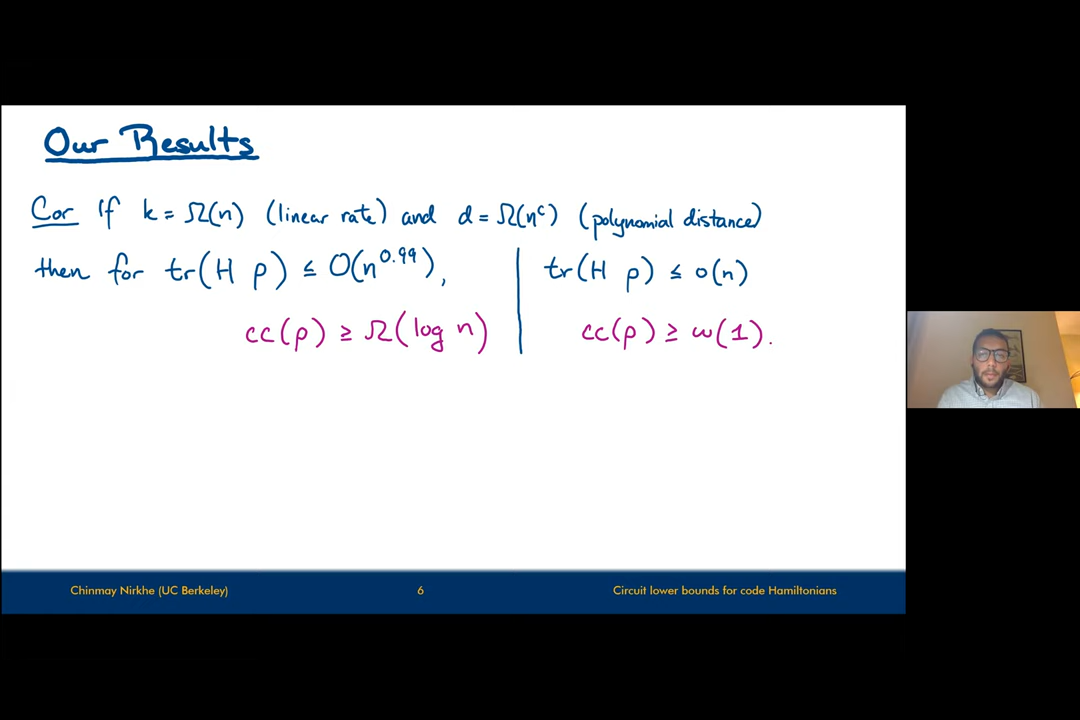 Our Results
Cor If k = Ω(n) (linear rate) and d = Ω(n^c) (polynomial distance)
then for tr(H ρ) ≤ O(n^0.99), | tr(H ρ) ≤ o(n)
cc(ρ) ≥ Ω(log n) | cc(ρ) ≥ ω(1).
Chinmay Nirkhe (UC Berkeley) 6 Circuit lower bounds for code Hamiltonians